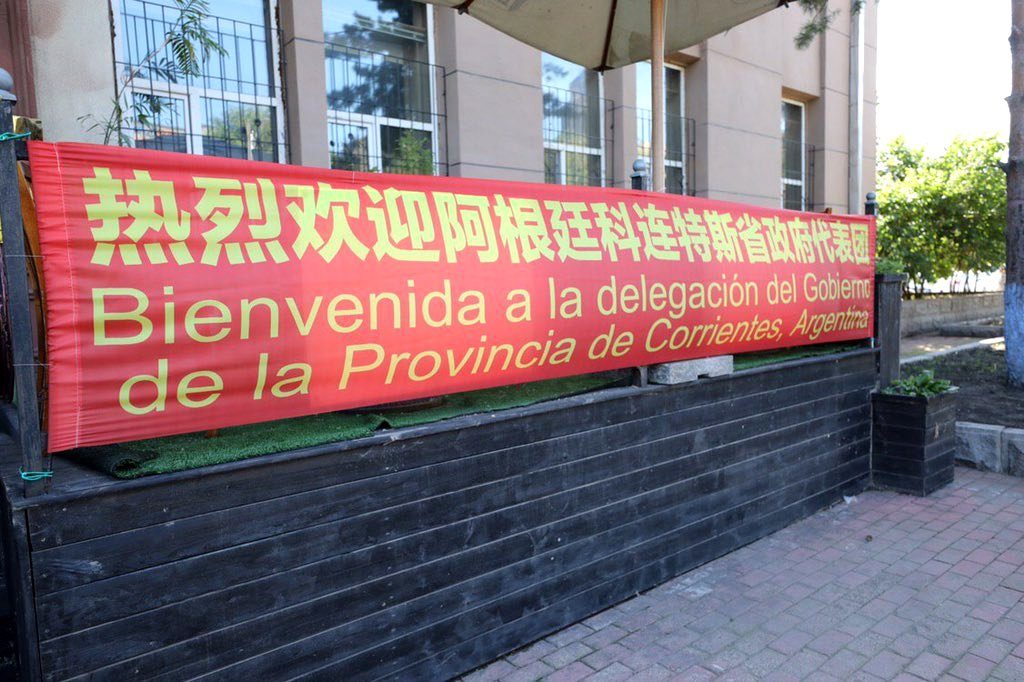 热烈欢迎阿根廷科连特斯省政府代表团
Bienvenida a la delegación del Gobierno
de la Provincia de Corrientes, Argentina